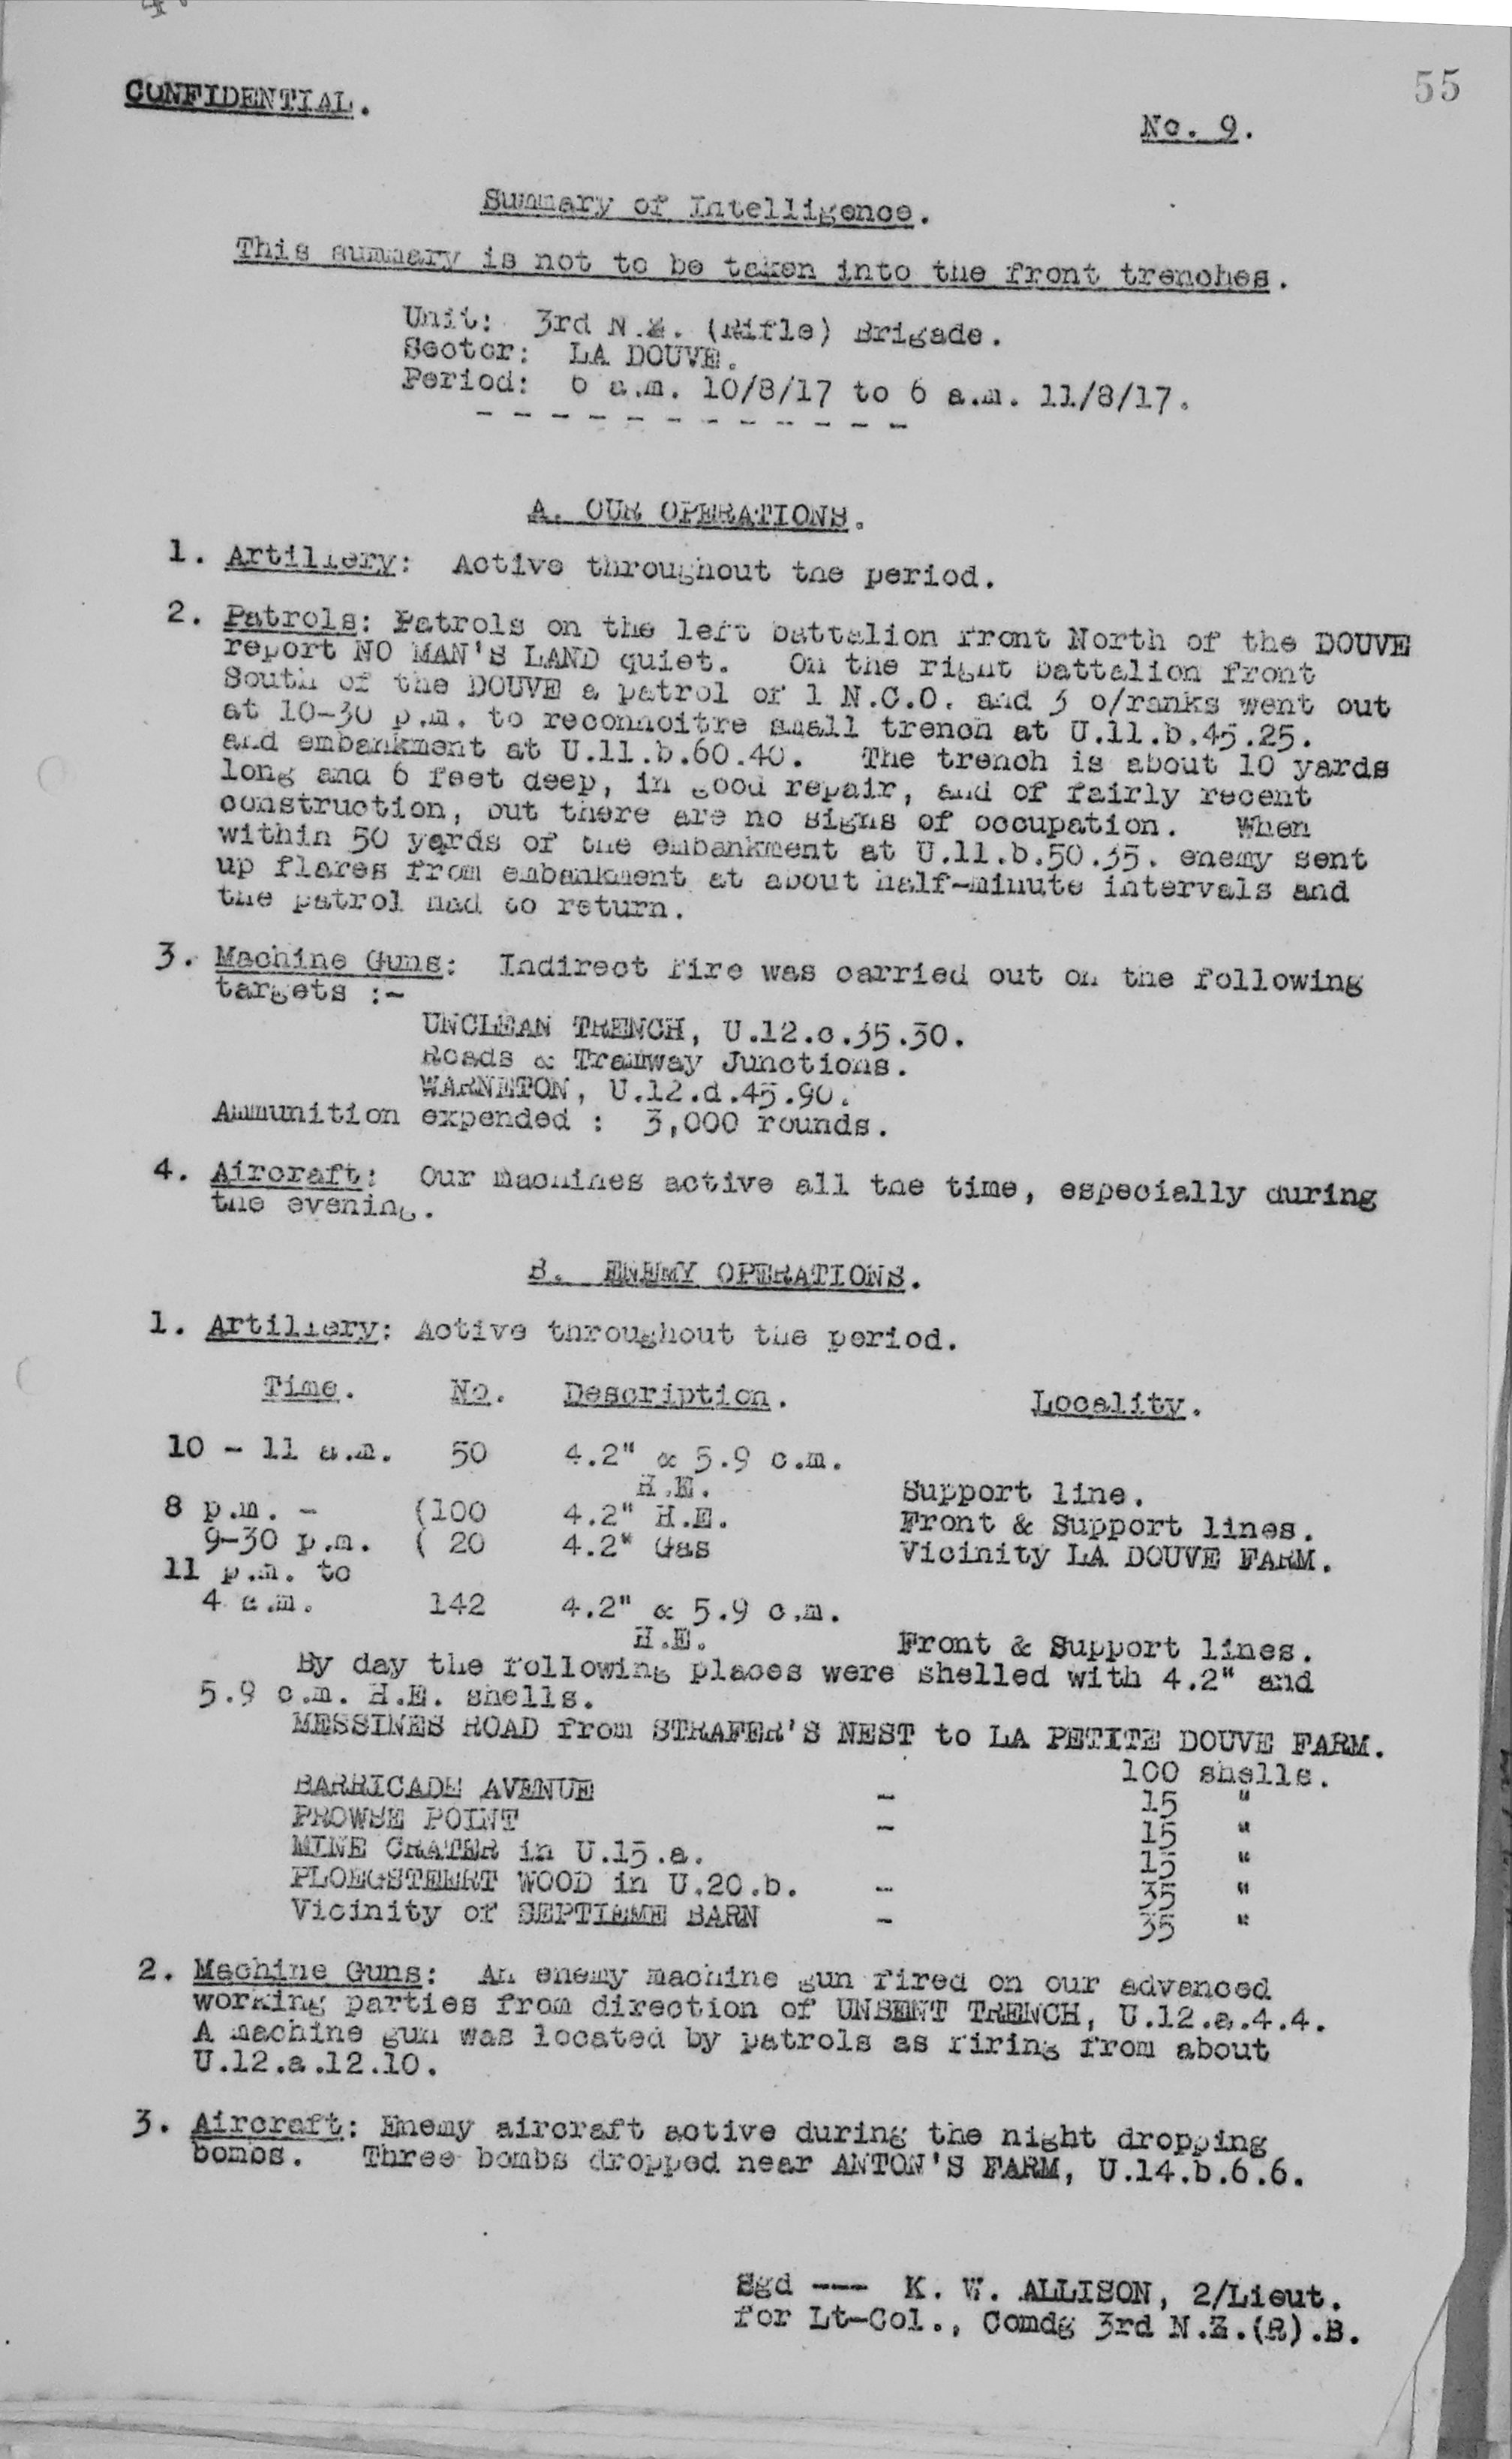 55
CONFIDENTIAL.
No. 9.
Summary of Intelligence.
This summary is not to be taken into the front trenches.
Unit: 3rd N.Z. (Rifle) Brigade.
Sector: LA DOUVE.
Period: 6 a.m. 10/8/17 to 6 a.m. 11/8/17.
- - - - - - - - - - - -
A. OUR OPERATIONS.
1. Artillery: Active throughout the period.
2. Patrols: Patrols on the left battalion front North of the DOUVE
report NO MAN'S LAND quiet. On the right battalion front
South of the DOUVE a patrol of 1 N.C.O. and 3 o/ranks went out
at 10-30 p.m. to reconnoitre small trench at U.11.b.45.25.
and embankment at U.11.b.60.40. The trench is about 10 yards
long and 6 feet deep, in good repair, and of fairly recent
construction, but there are no signs of occupation. When
within 50 yards of the embankment at U.11.b.50.35. enemy sent
up flares from embankment at about half-minute intervals and
the patrol had to return.
3. Machine Guns: Indirect fire was carried out on the following
targets :-
UNCLEAN TRENCH, U.12.c.35.30.
Roads & Tramway Junctions.
WARNETON, U.12.d.45.90.
Ammunition expended : 3,000 rounds.
4. Aircraft: Our machines active all the time, especially during
the evening.
B. ENEMY OPERATIONS.
1. Artillery: Active throughout the period.
Time. No. Description. Locality.
10 - 11 a.m. 50 4.2" & 5.9 c.m.
H.E. Support line.
8 p.m. - (100 4.2" H.E. Front & Support lines.
9-30 p.m. ( 20 4.2" Gas Vicinity LA DOUVE FARM.
11 p.m. to
4 a.m. 142 4.2" & 5.9 c.m.
H.E. Front & Support lines.
By day the following places were shelled with 4.2" and
5.9 c.m. H.E. shells.
MESSINES ROAD from STRAFER'S NEST to LA PETITE DOUVE FARM.
100 shells.
BARRICADE AVENUE - 15 "
PROWSE POINT - 15 "
MINE CRATER in U.15.a. 15 "
PLOEGSTEERT WOOD in U.20.b. - 35 "
Vicinity of SEPTIEME BARN - 35 "
2. Machine Guns: An enemy machine gun fired on our advanced
working parties from direction of UNBENT TRENCH, U.12.a.4.4.
A machine gun was located by patrols as firing from about
U.12.a.12.10.
3. Aircraft: Enemy aircraft active during the night dropping
bombs. Three bombs dropped near ANTON'S FARM, U.14.b.6.6.
Sgd --- K. W. ALLISON, 2/Lieut.
for Lt-Col., Comdg 3rd N.Z.(R).B.